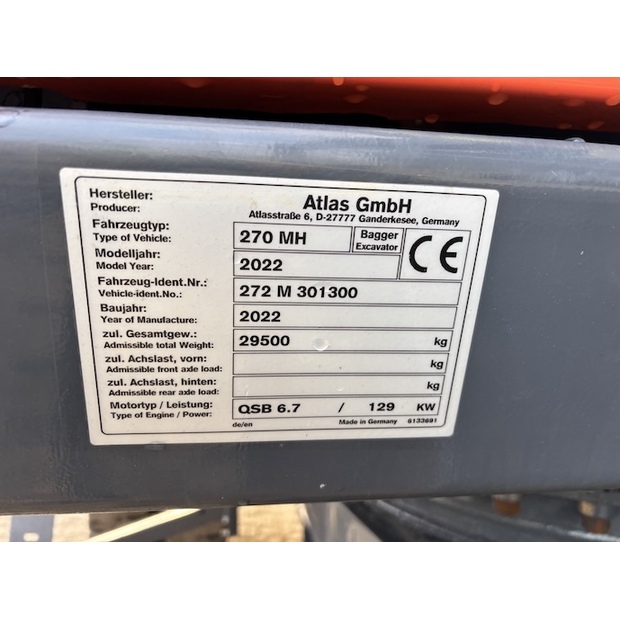 Hersteller:
Producer:
Atlas GmbH
Atlasstraße 6, D-27777 Ganderkesee, Germany
Fahrzeugtyp:
Type of Vehicle:
270 MH
Bagger
Excavator
CE
Modelljahr:
Model Year:
2022
Fahrzeug-Ident.Nr.:
Vehicle-ident.No.:
272 M 301300
Baujahr:
Year of Manufacture:
2022
zul. Gesamtgew.:
Admissible total Weight:
29500 kg
zul. Achslast, vorn:
Admissible front axle load:
kg
zul. Achslast, hinten:
Admissible rear axle load:
kg
Motortyp / Leistung:
Type of Engine / Power:
QSB 6.7 / 129 KW
de/en Made in Germany 6133691